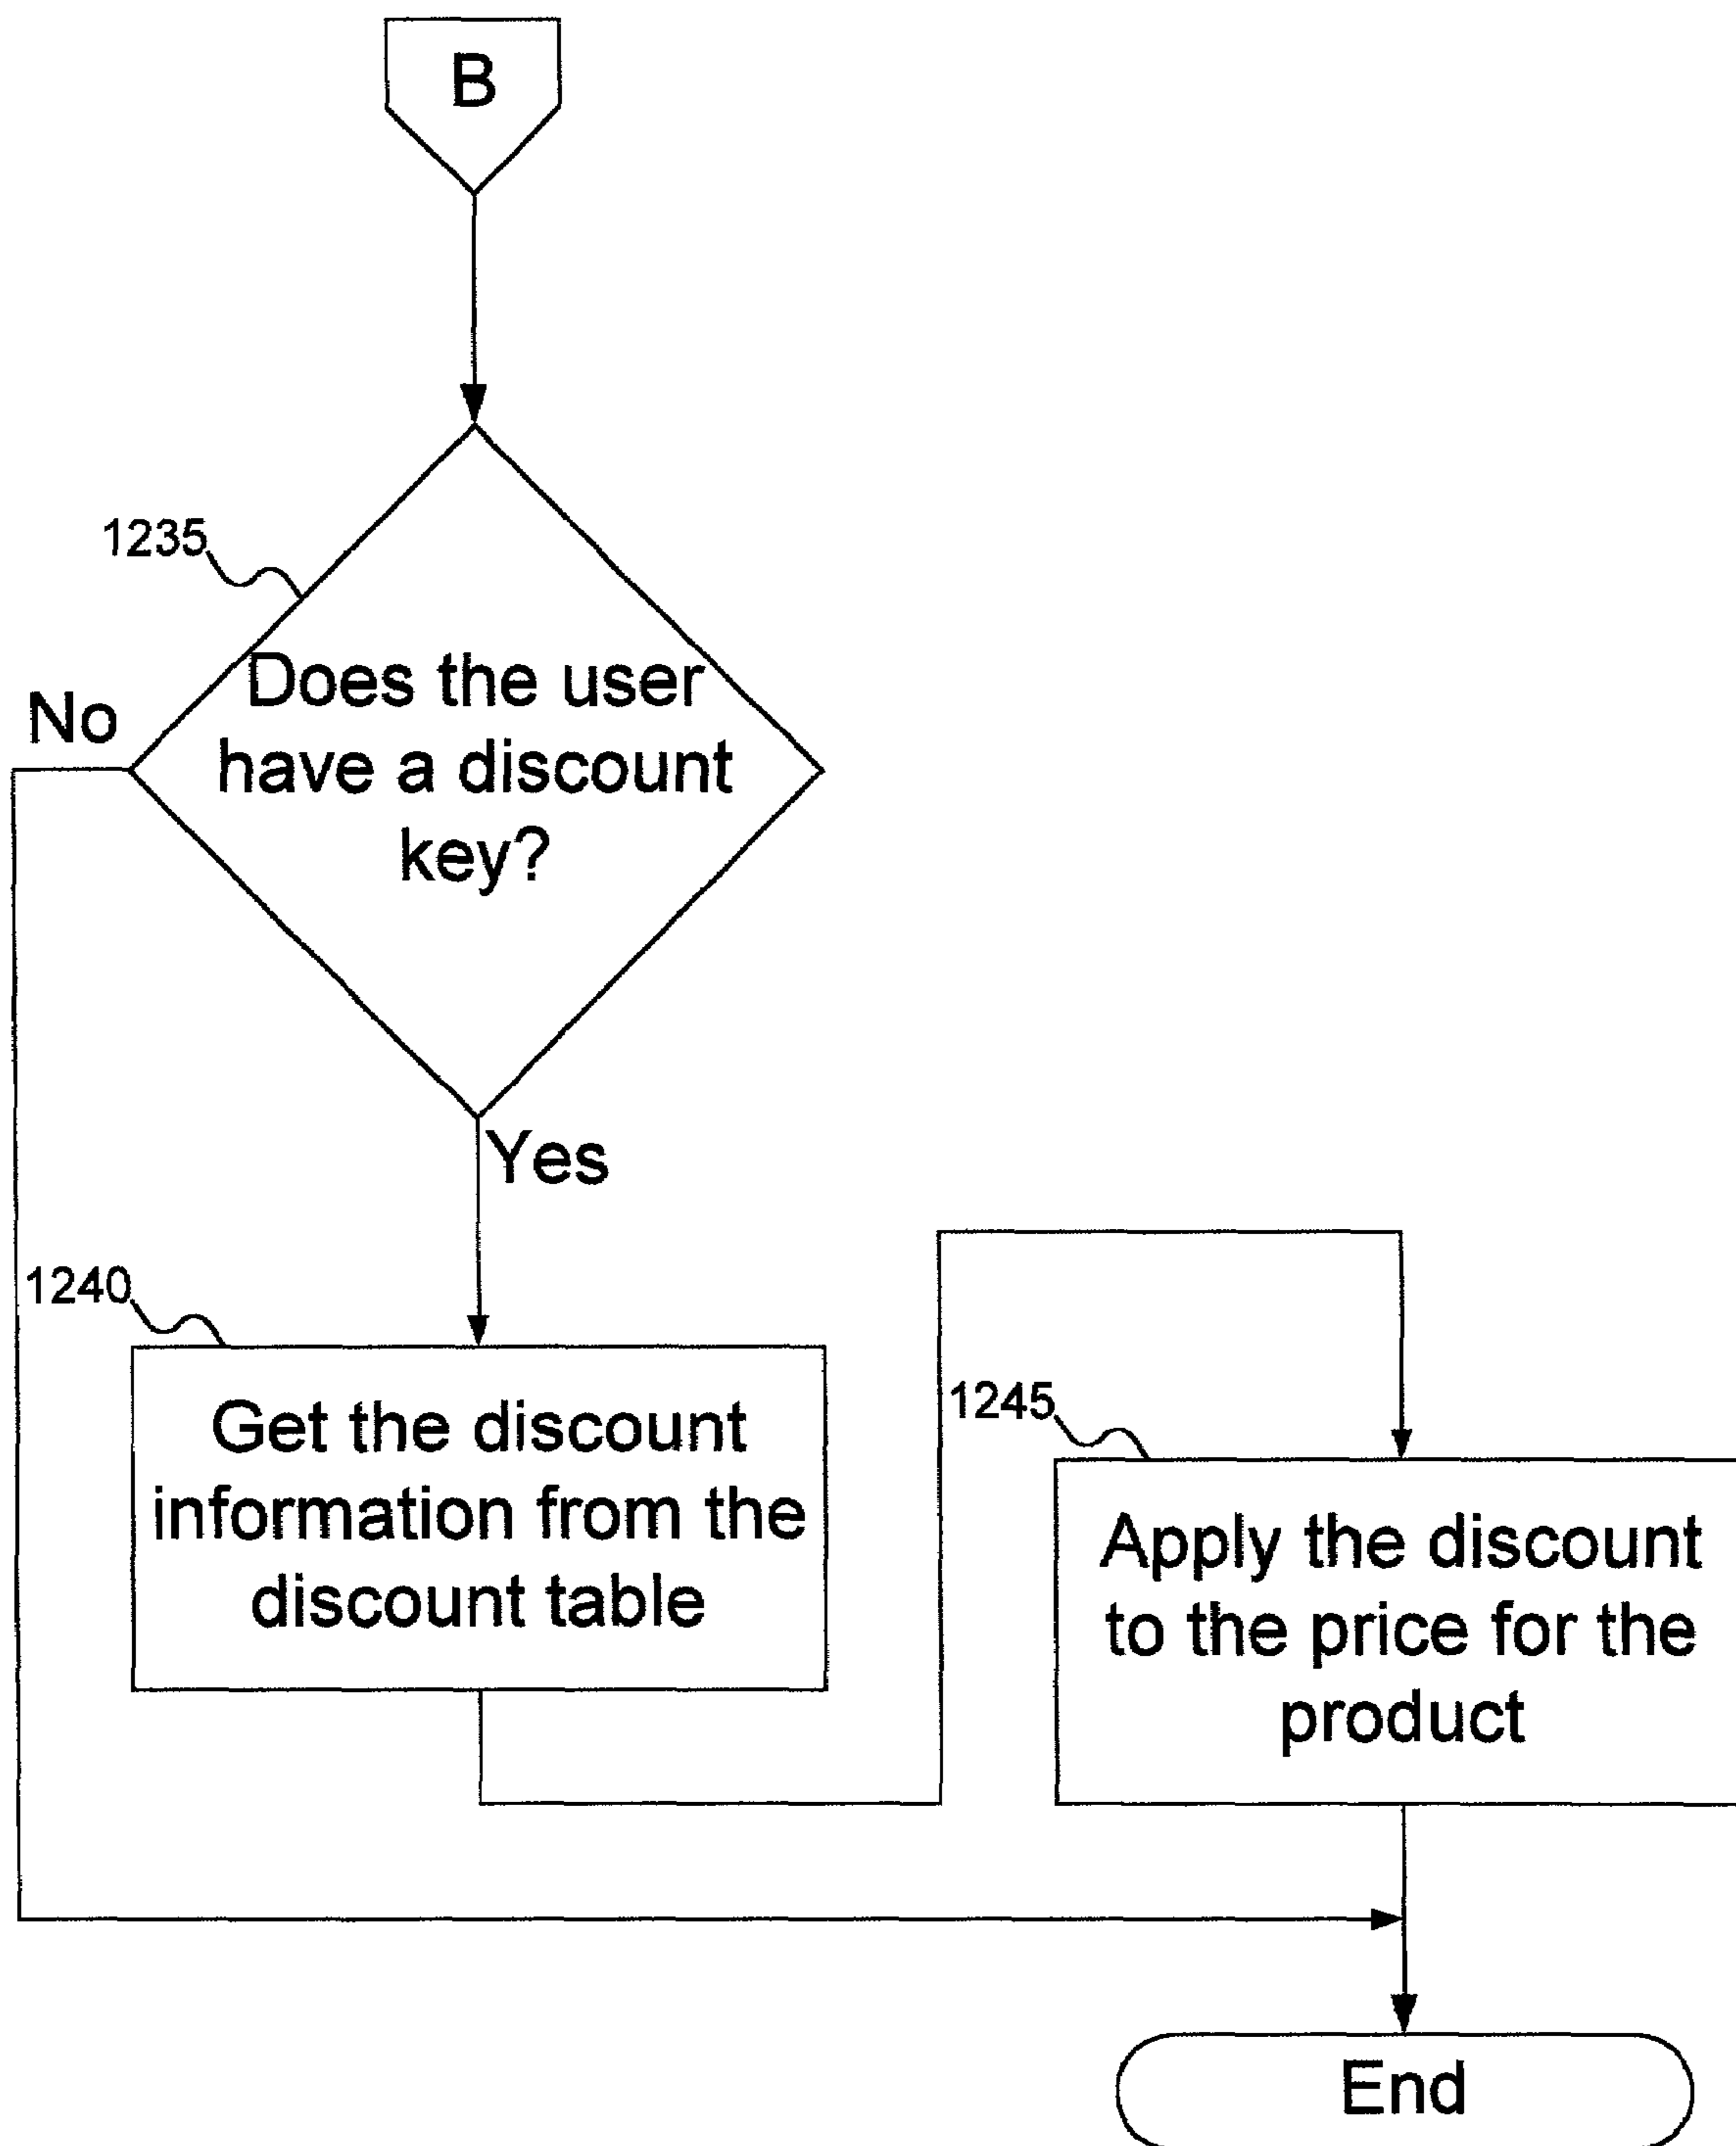 B
1235
Does the user
have a discount
key?
No
Yes
1240
Get the discount
information from the
discount table
1245
Apply the discount
to the price for the
product
End